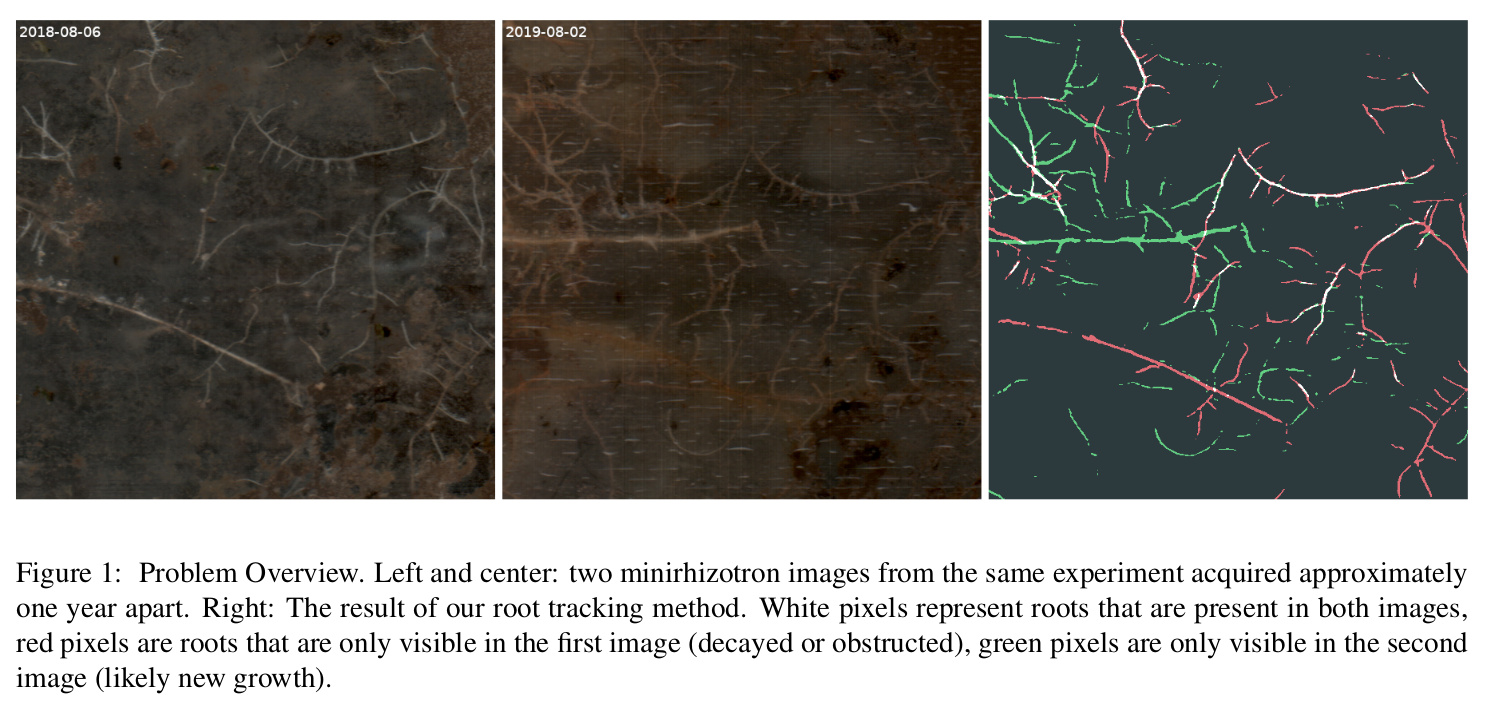 2018-08-06
2019-08-02
Figure 1: Problem Overview. Left and center: two minirhizotron images from the same experiment acquired approximately
one year apart. Right: The result of our root tracking method. White pixels represent roots that are present in both images,
red pixels are roots that are only visible in the first image (decayed or obstructed), green pixels are only visible in the second
image (likely new growth).